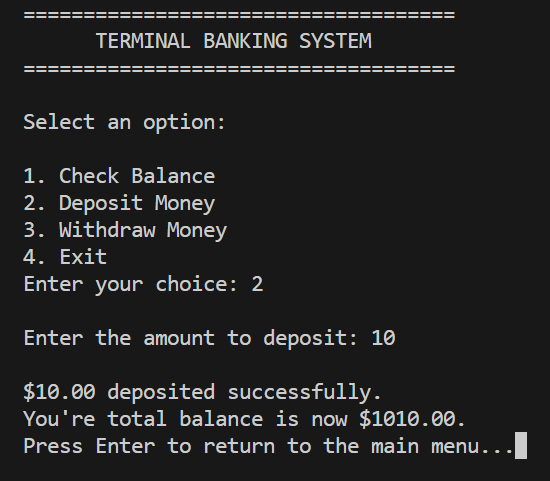 ====================================
TERMINAL BANKING SYSTEM
====================================
Select an option:
1. Check Balance
2. Deposit Money
3. Withdraw Money
4. Exit
Enter your choice: 2
Enter the amount to deposit: 10
$10.00 deposited successfully.
You're total balance is now $1010.00.
Press Enter to return to the main menu...